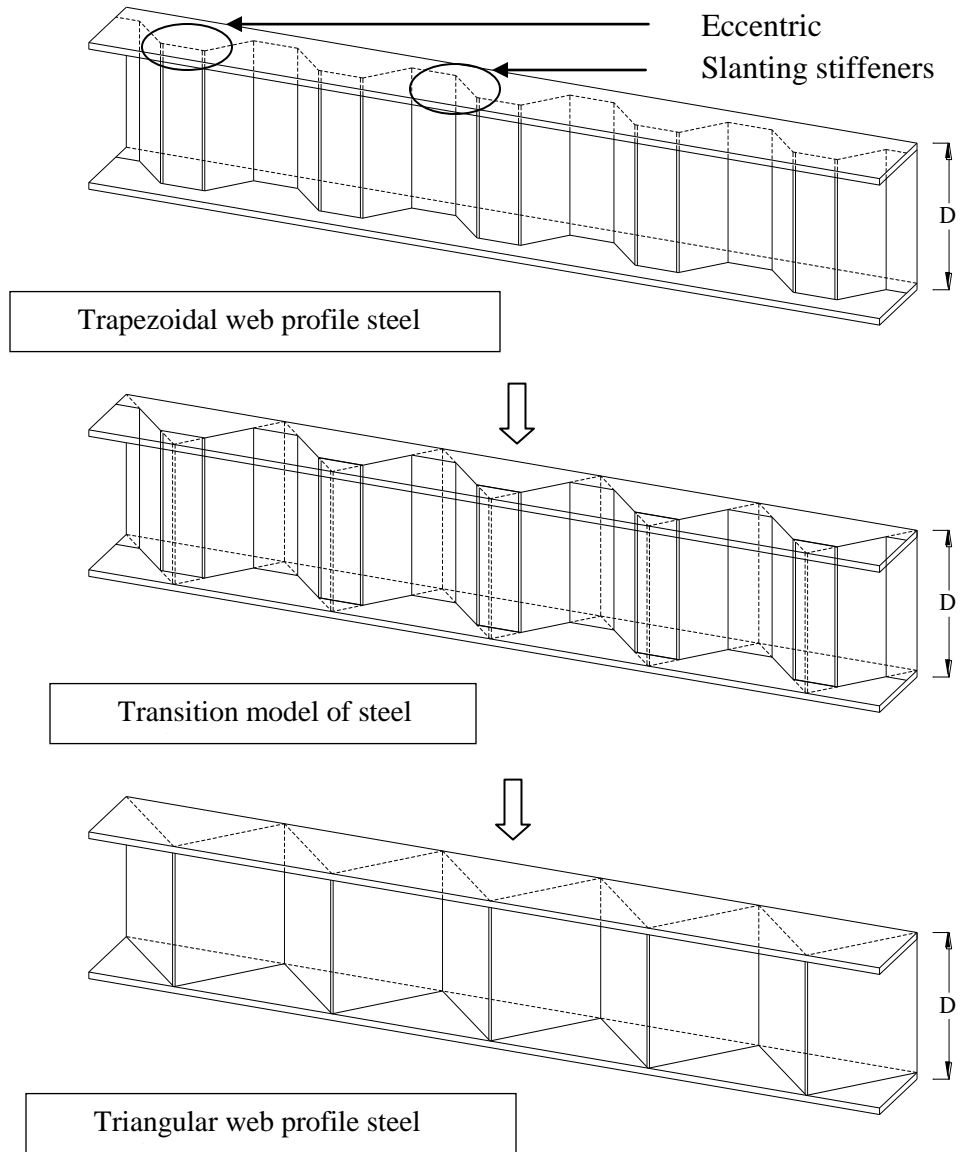 Eccentric
Slanting stiffeners
D
Trapezoidal web profile steel
D
Transition model of steel
D
Triangular web profile steel